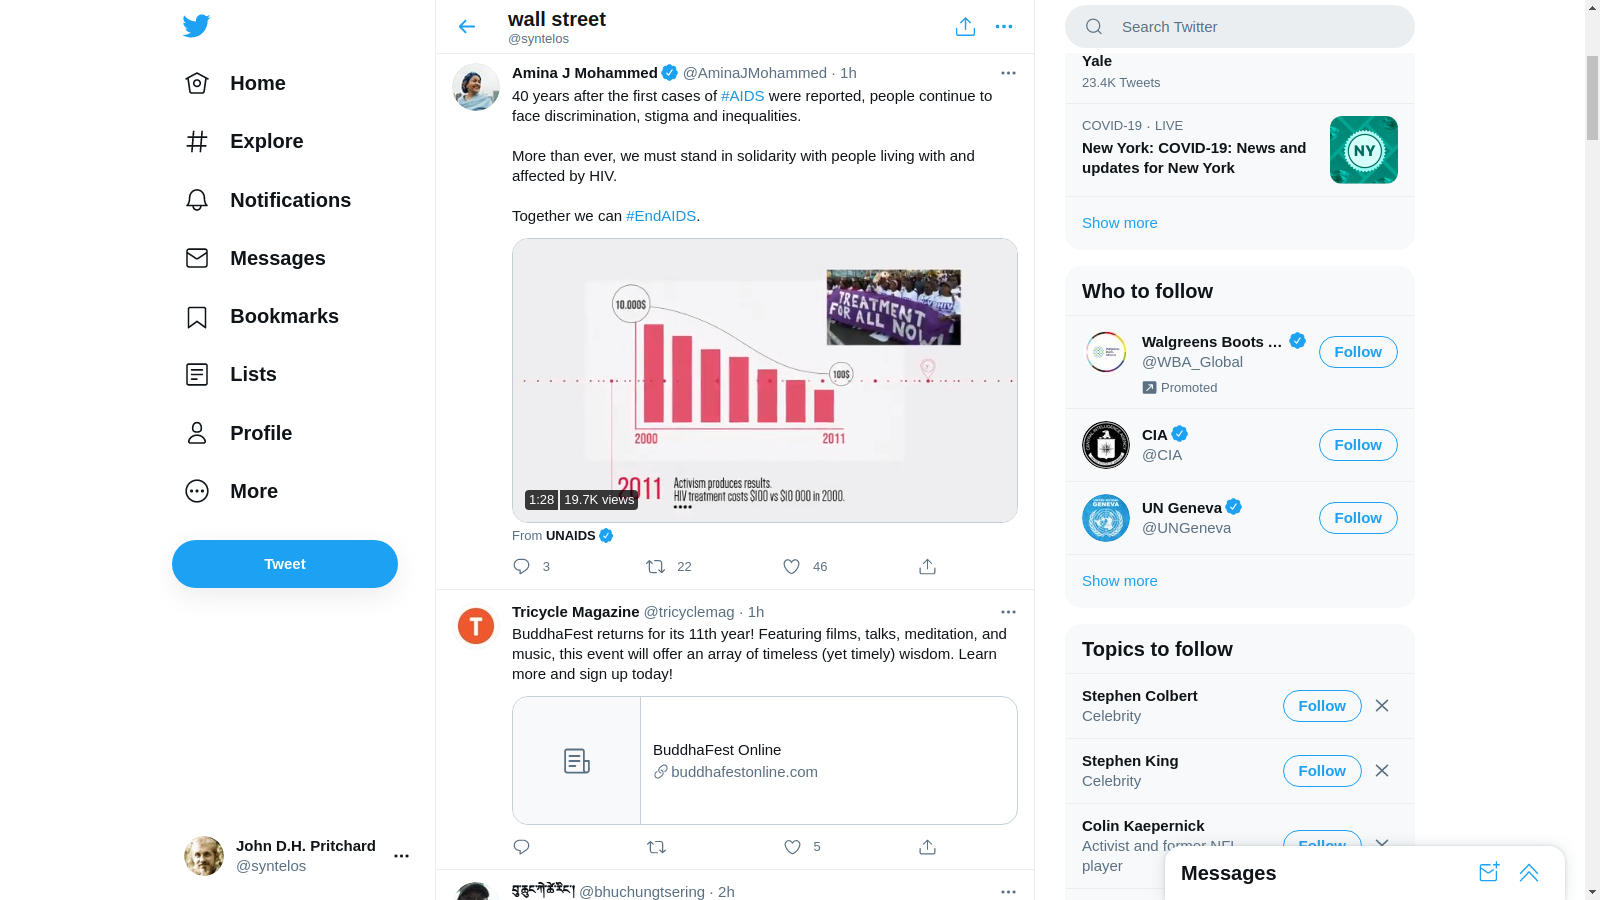 wall street
@syntelos
Home
Explore
Notifications
Messages
Bookmarks
Lists
Profile
More
Tweet
John D.H. Pritchard
@syntelos
Amina J Mohammed @AminaJMohammed · 1h
40 years after the first cases of #AIDS were reported, people continue to
face discrimination, stigma and inequalities.
More than ever, we must stand in solidarity with people living with and
affected by HIV.
Together we can #EndAIDS.
10.000$
TREATMENT
FOR ALL NOW!
100$
2000
2011
2011
Activism produces results.
HIV treatment costs $100 vs $10 000 in 2000.
1:28
19.7K views
From UNAIDS
3
22
46
Tricycle Magazine @tricyclemag · 1h
T
BuddhaFest returns for its 11th year! Featuring films, talks, meditation, and
music, this event will offer an array of timeless (yet timely) wisdom. Learn
more and sign up today!
BuddhaFest Online
buddhafestonline.com
5
@bhuchungtsering · 2h
Search Twitter
Yale
23.4K Tweets
COVID-19 · LIVE
New York: COVID-19: News and
updates for New York
NY
Show more
Who to follow
Walgreens Boots ...
@WBA_Global
Promoted
Follow
CIA
@CIA
Follow
UN Geneva
@UNGeneva
Follow
GENEVA
Show more
Topics to follow
Stephen Colbert
Celebrity
Follow
Stephen King
Celebrity
Follow
Colin Kaepernick
Activist and former NFL
player
Follow
Messages